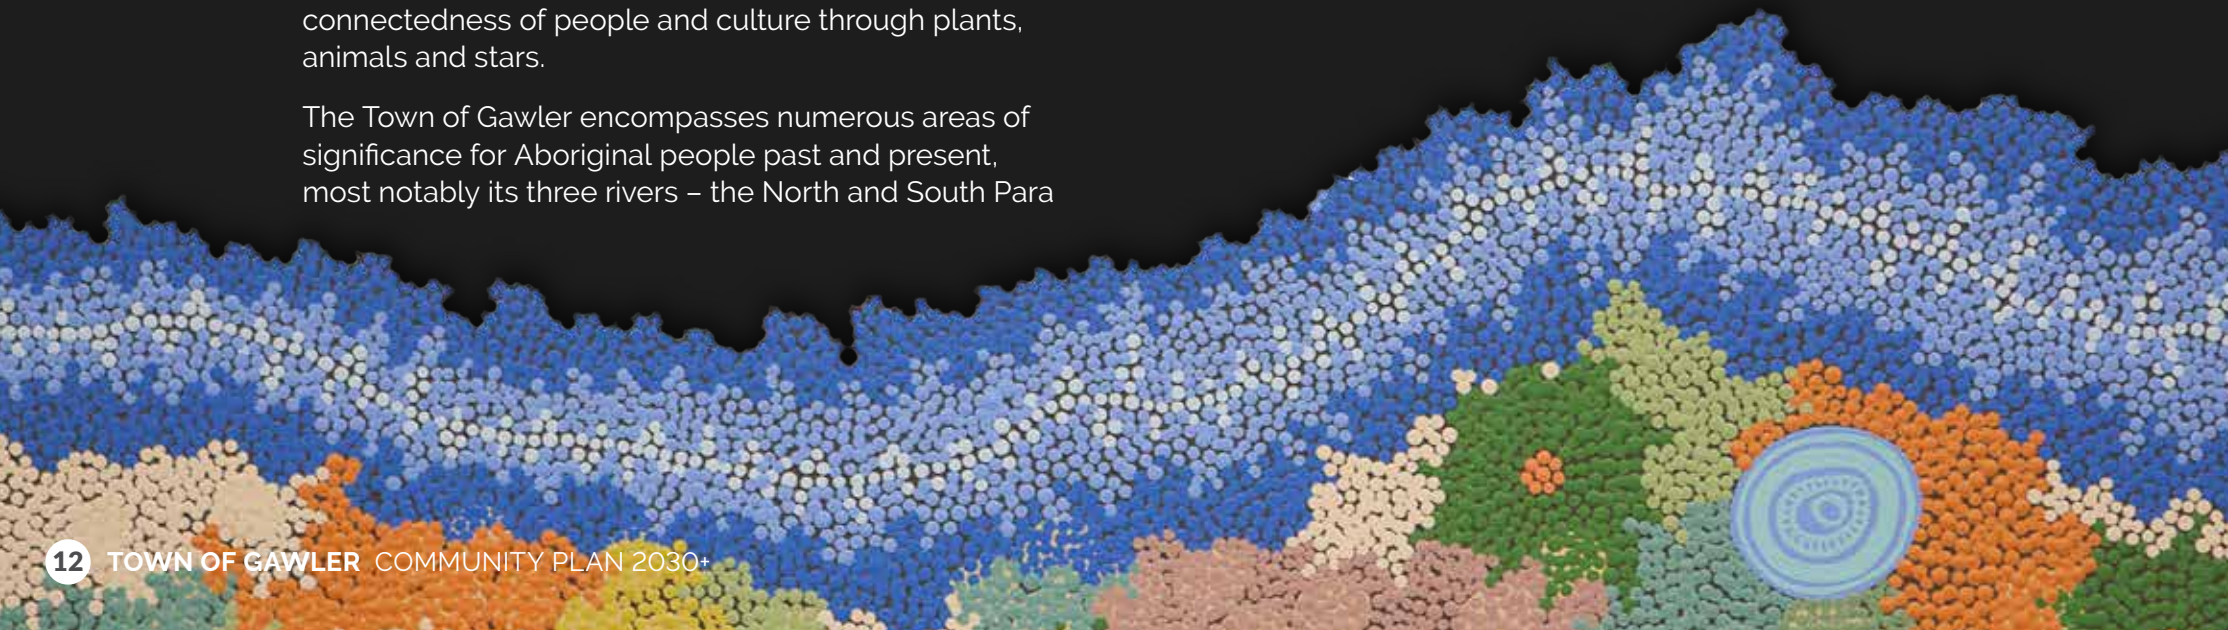 connectedness of people and culture through plants,
animals and stars.
The Town of Gawler encompasses numerous areas of
significance for Aboriginal people past and present,
most notably its three rivers – the North and South Para
12 TOWN OF GAWLER COMMUNITY PLAN 2030+